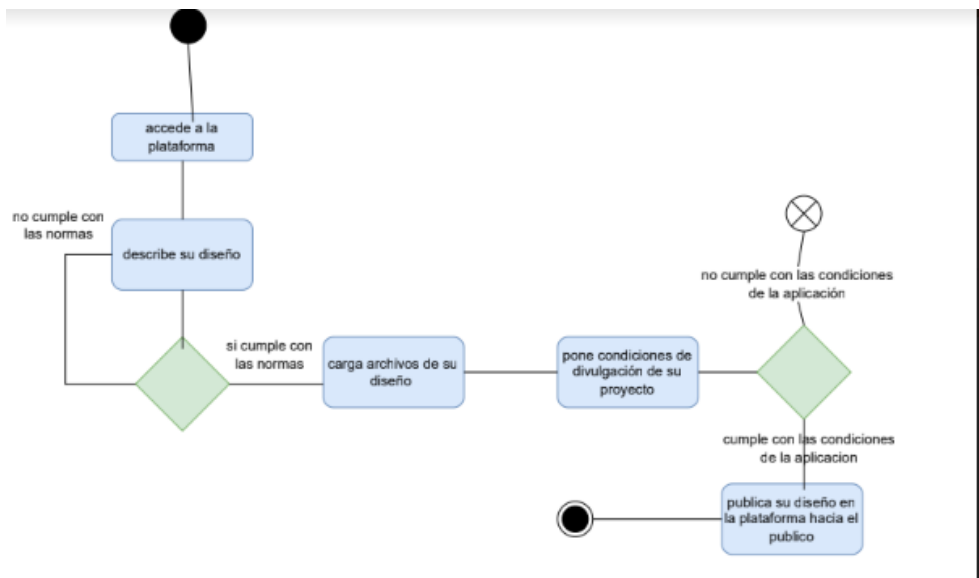 accede a la
plataforma
no cumple con
las normas
describe su diseño
si cumple con
las normas
carga archivos de su
diseño
pone condiciones de
divulgación de su
proyecto
no cumple con las condiciones
de la aplicación
cumple con las condiciones
de la aplicacion
publica su diseño en
la plataforma hacia el
publico